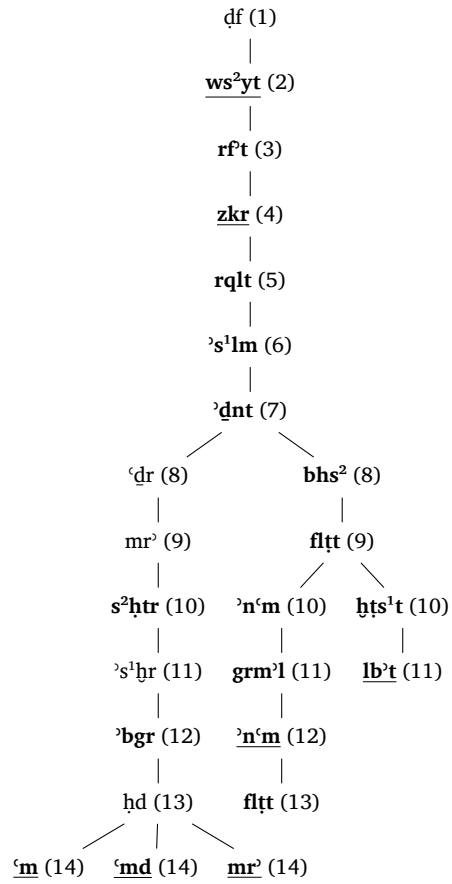 ḍf (1)
ws²yt (2)
rfʾt (3)
zkr (4)
rqlt (5)
ʾs¹lm (6)
ʾḏnt (7)
ʿḏr (8) bhs² (8)
mrʾ (9) flṭt (9)
s²ḥtr (10) ʾnʿm (10) ḫṭs¹t (10)
ʾs¹ḫr (11) grmʾl (11) lbʾt (11)
ʾbgr (12) ʾnʿm (12)
ḥd (13) flṭt (13)
ʿm (14) ʿmd (14) mrʾ (14)